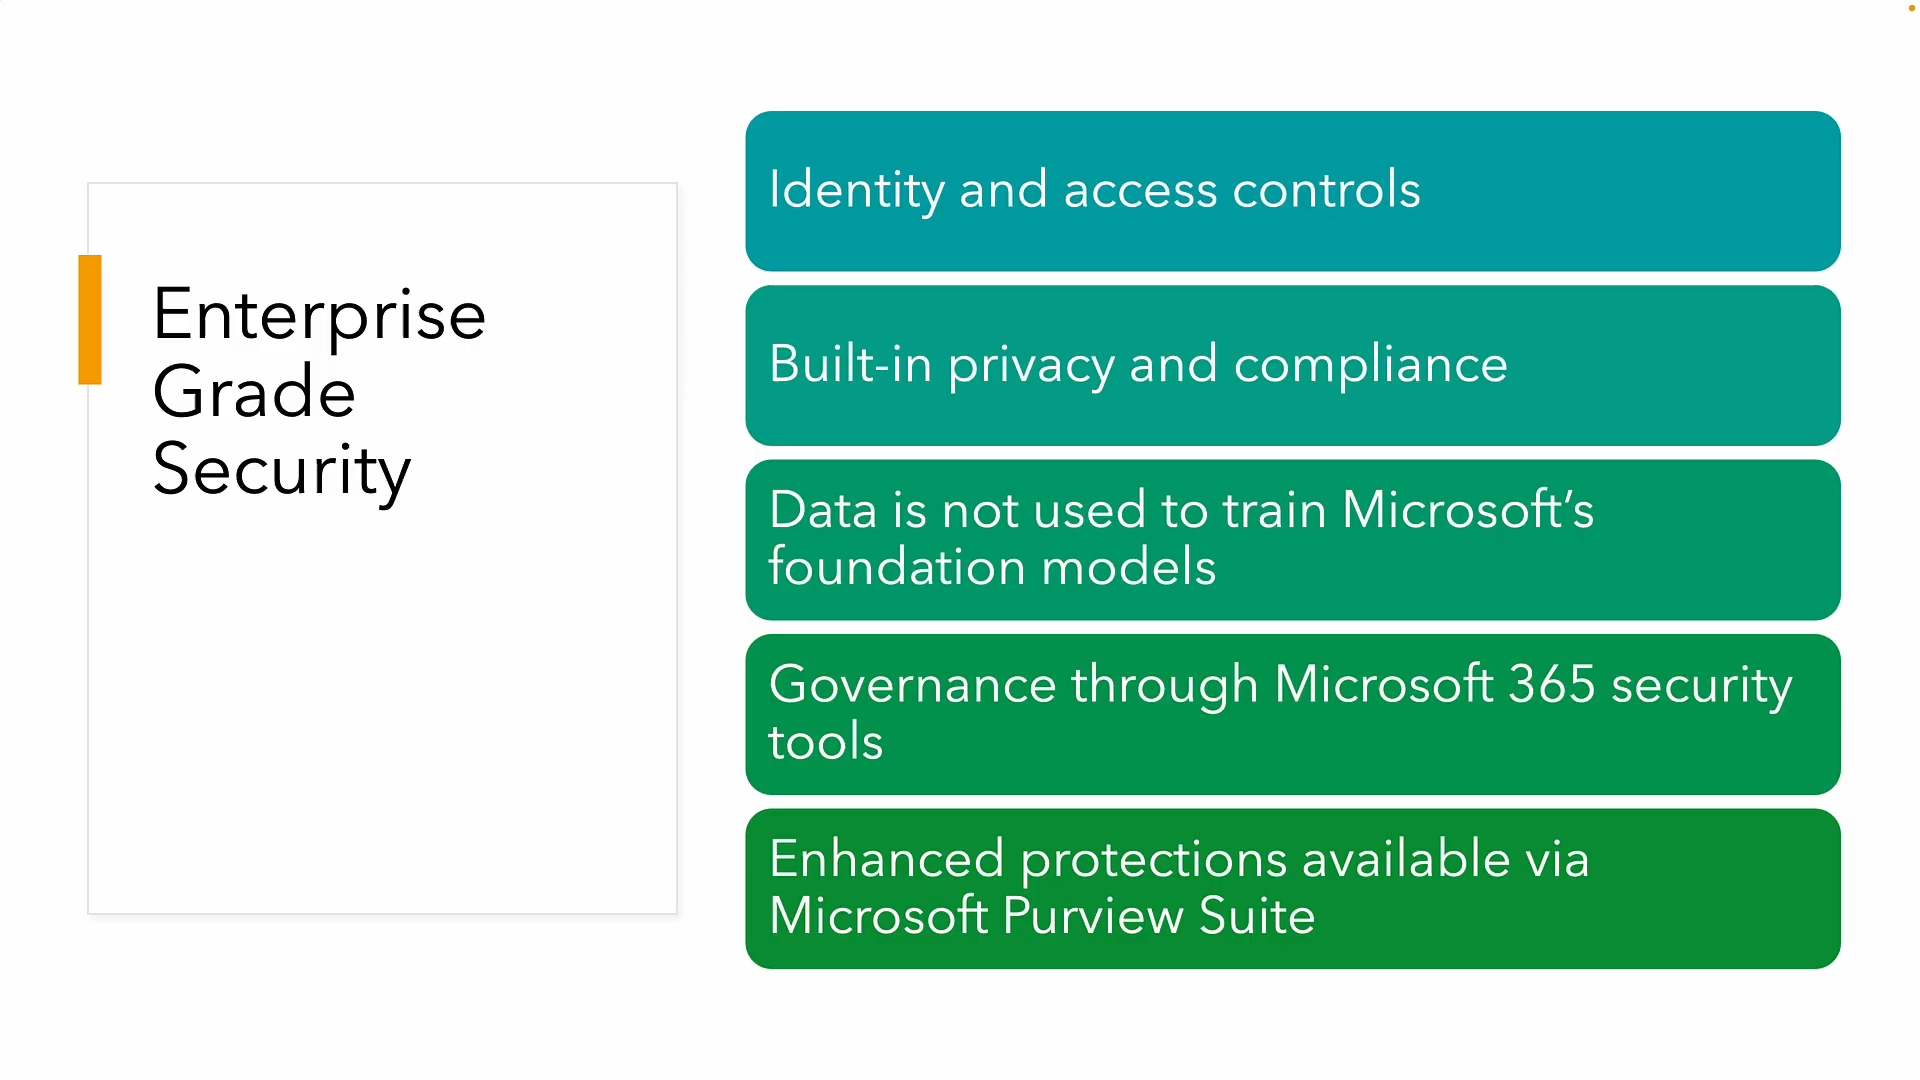 Enterprise
Grade
Security
Identity and access controls
Built-in privacy and compliance
Data is not used to train Microsoft’s
foundation models
Governance through Microsoft 365 security
tools
Enhanced protections available via
Microsoft Purview Suite